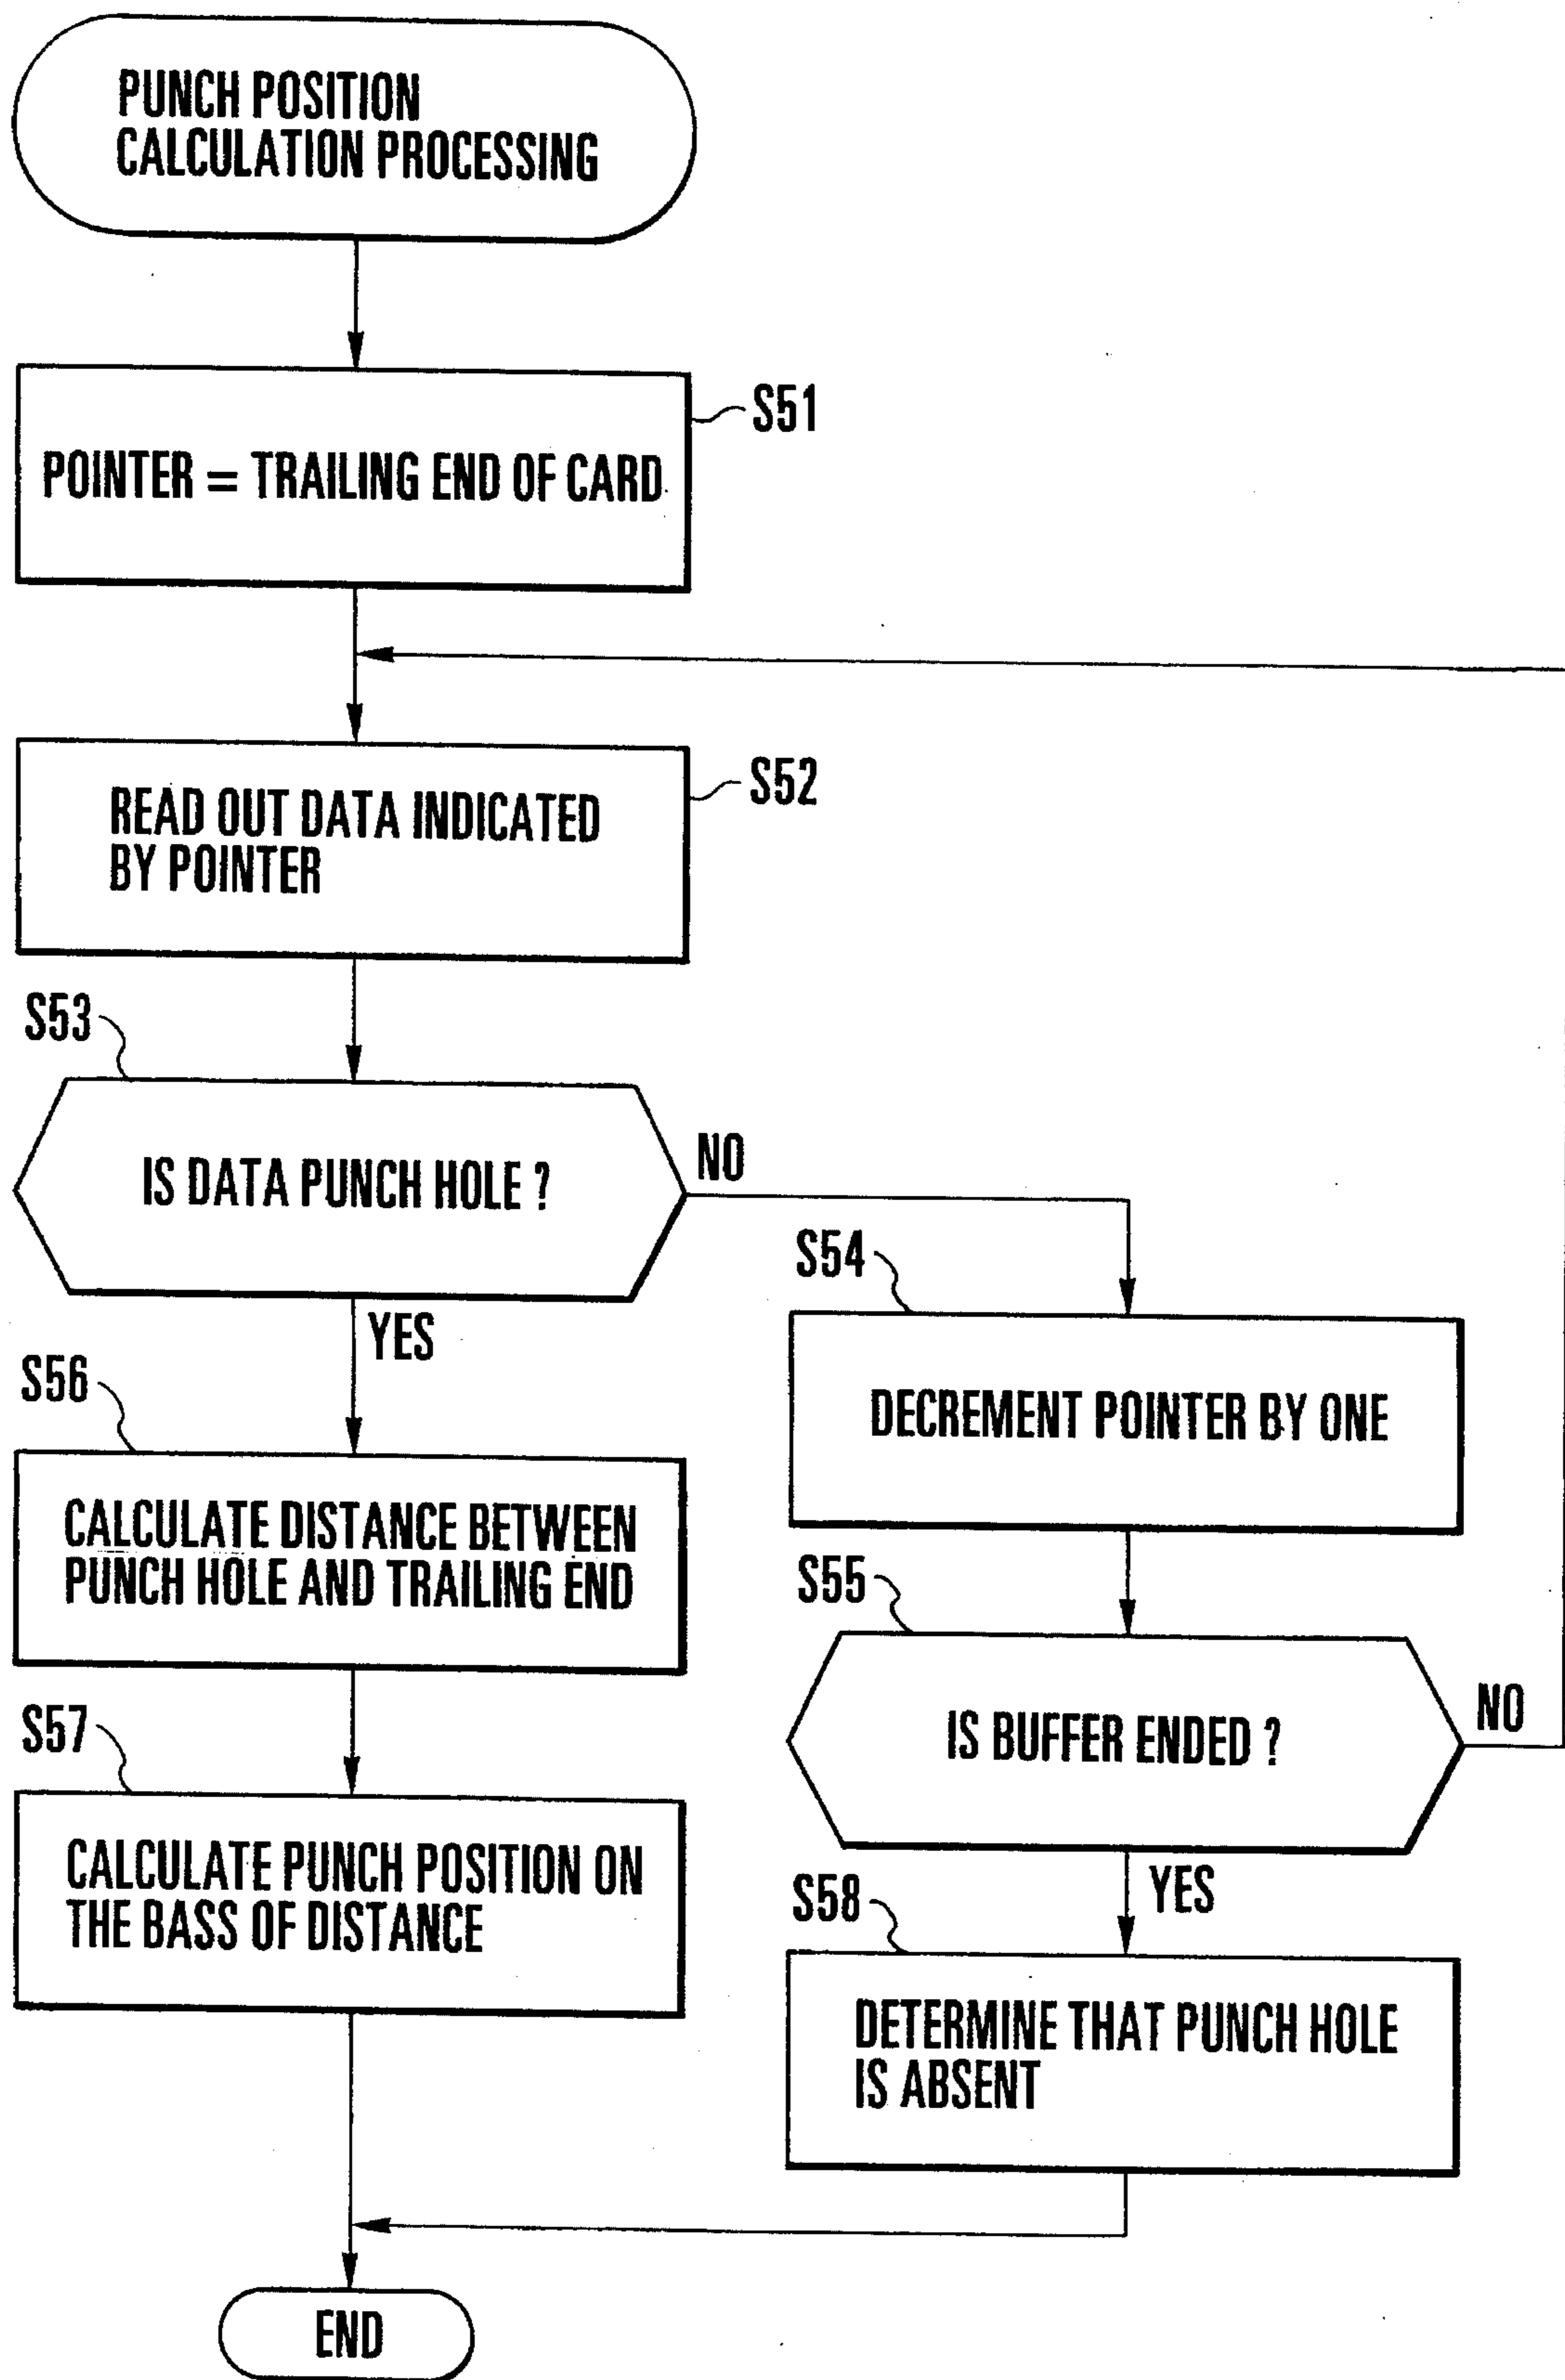 PUNCH POSITION
CALCULATION PROCESSING
S51
POINTER = TRAILING END OF CARD
S52
READ OUT DATA INDICATED
BY POINTER
S53
IS DATA PUNCH HOLE ?
NO
YES
S54
DECREMENT POINTER BY ONE
S55
IS BUFFER ENDED ?
NO
YES
S56
CALCULATE DISTANCE BETWEEN
PUNCH HOLE AND TRAILING END
S57
CALCULATE PUNCH POSITION ON
THE BASS OF DISTANCE
S58
DETERMINE THAT PUNCH HOLE
IS ABSENT
END